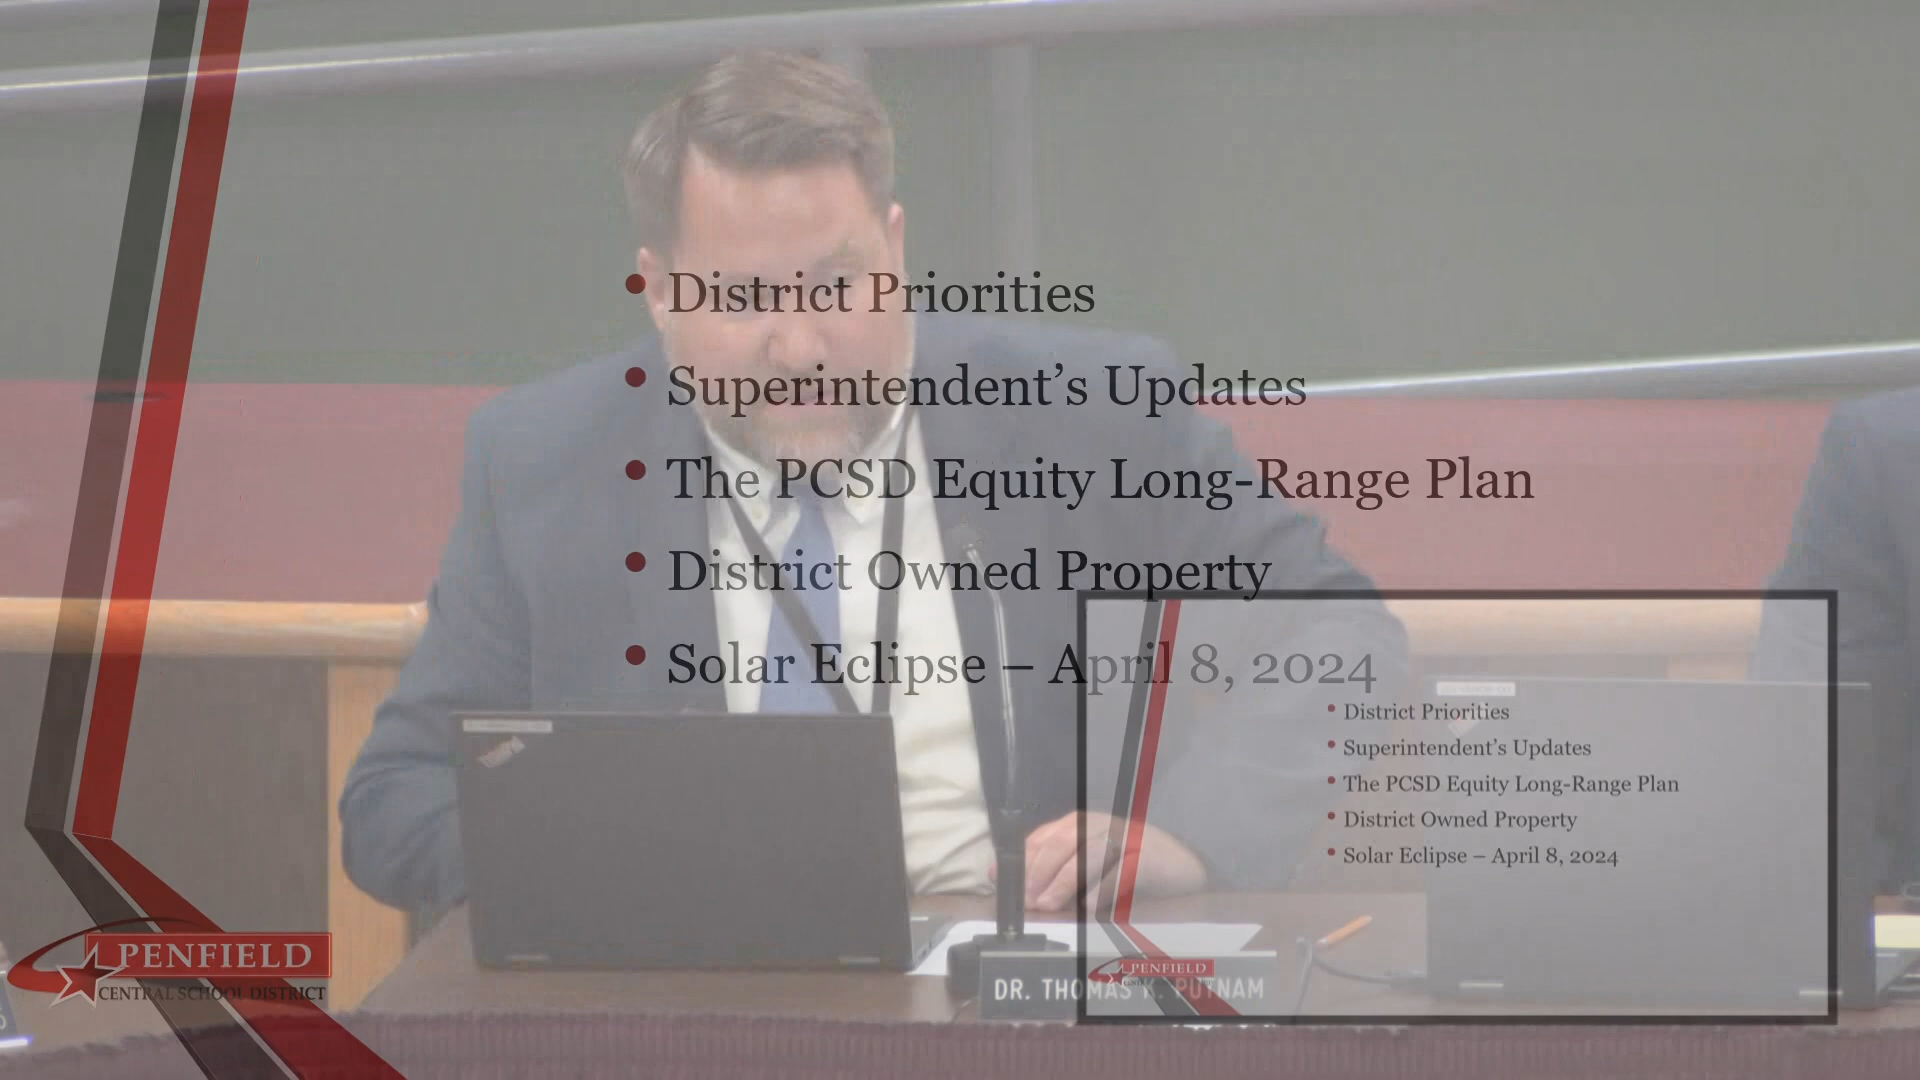 • District Priorities
• Superintendent’s Updates
• The PCSD Equity Long-Range Plan
• District Owned Property
• Solar Eclipse – April 8, 2024
• District Priorities
• Superintendent’s Updates
• The PCSD Equity Long-Range Plan
• District Owned Property
• Solar Eclipse – April 8, 2024
PENFIELD
CENTRAL SCHOOL DISTRICT
PENFIELD
DR. THOMAS K. PUTNAM